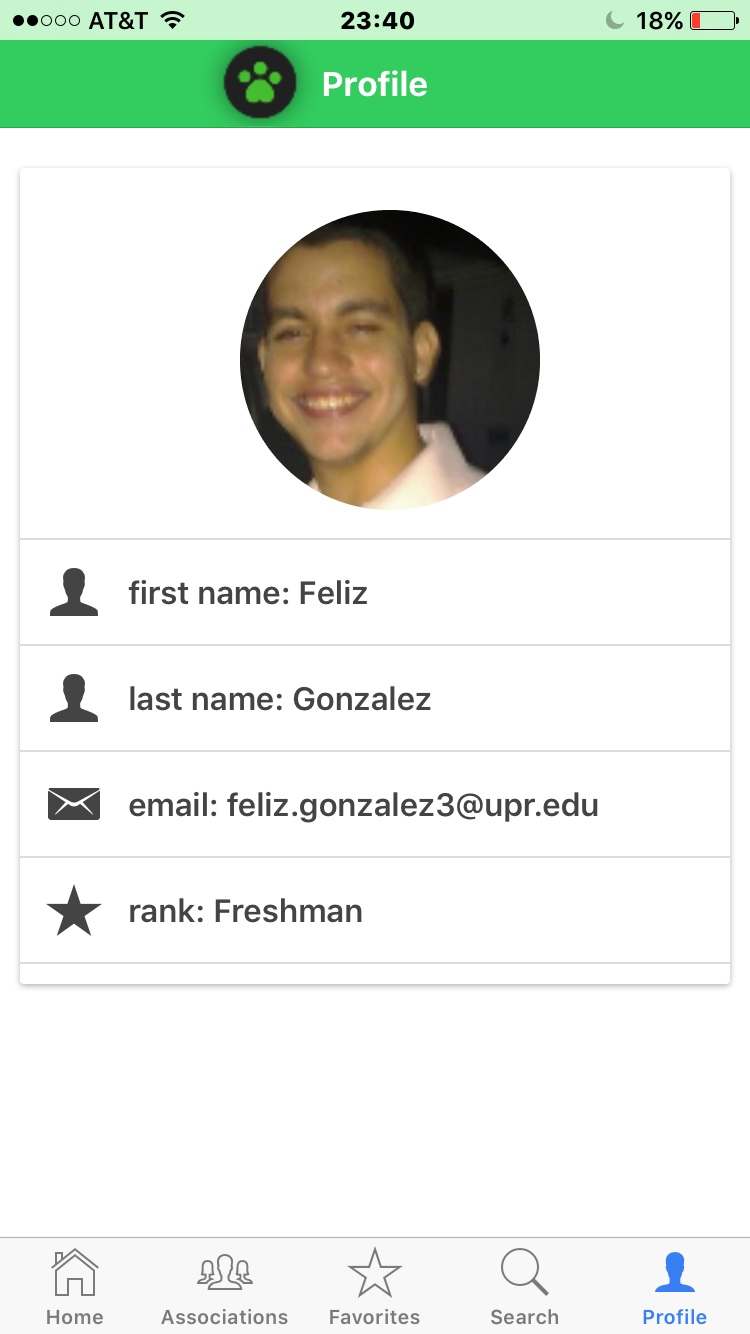 AT&T 23:40 18%
Profile
first name: Feliz
last name: Gonzalez
email: feliz.gonzalez3@upr.edu
rank: Freshman
Home Associations Favorites Search Profile